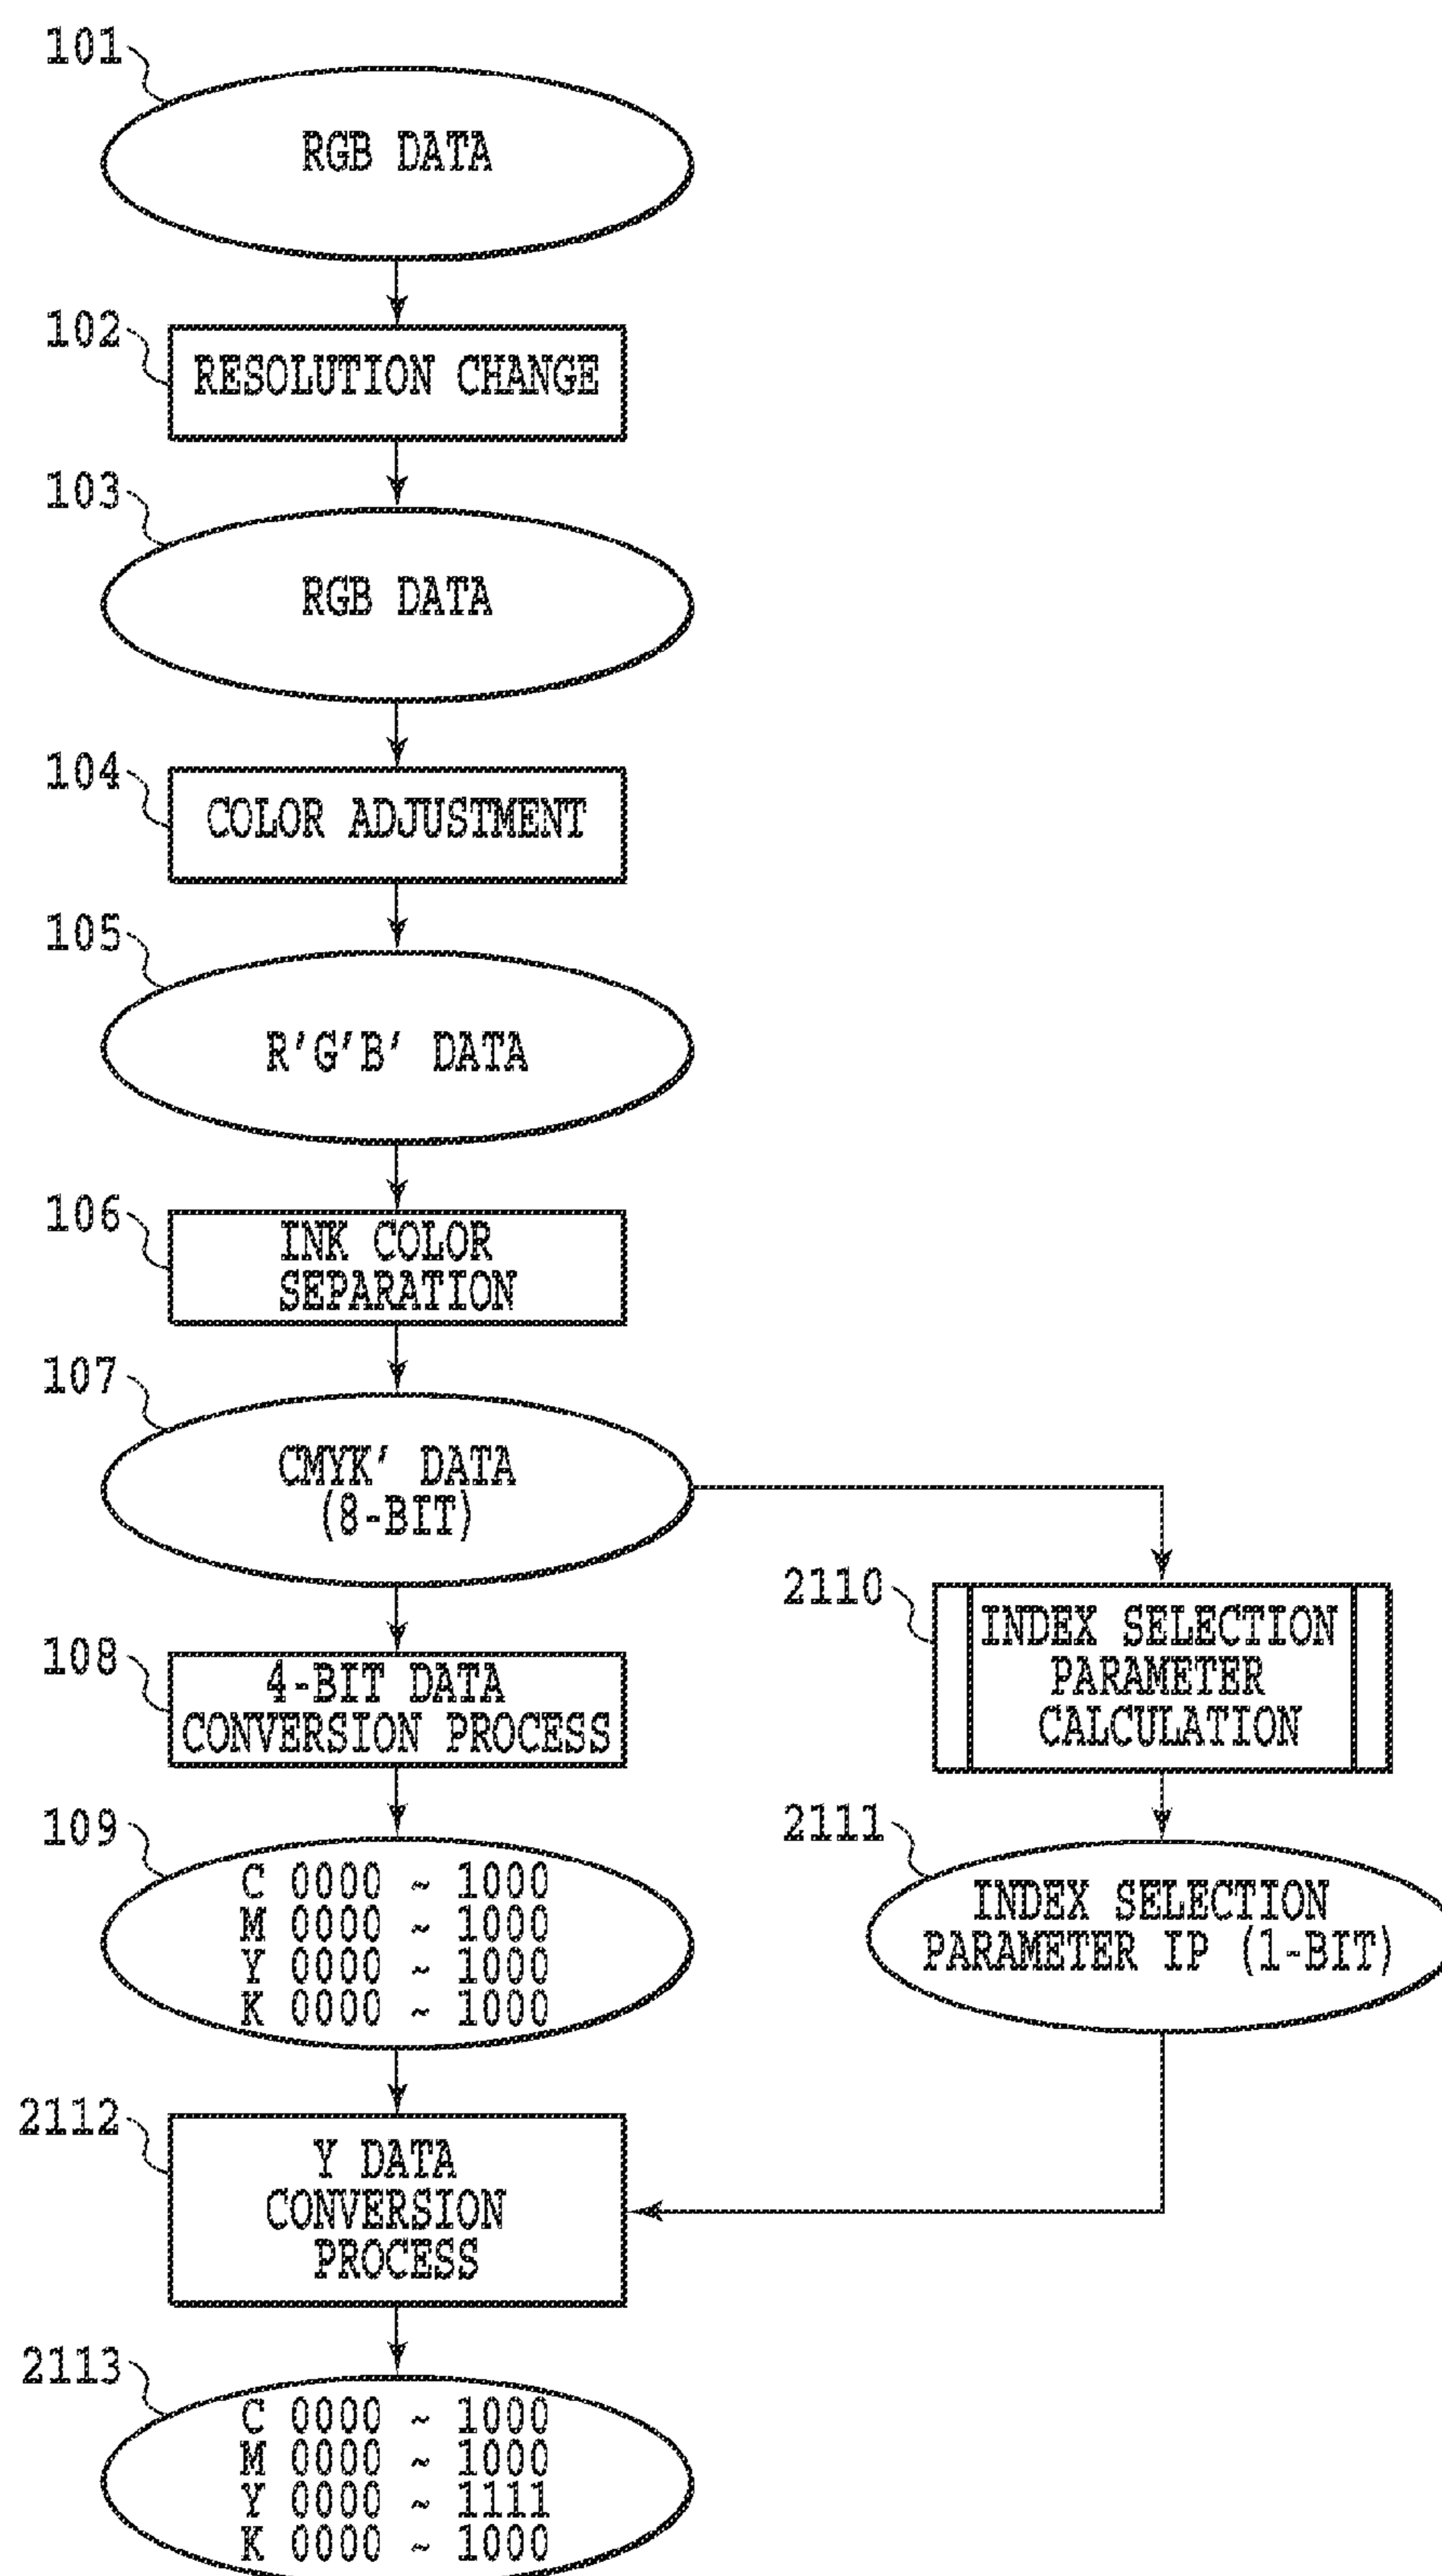 101
RGB DATA
102
RESOLUTION CHANGE
103
RGB DATA
104
COLOR ADJUSTMENT
105
R'G'B' DATA
106
INK COLOR
SEPARATION
107
CMYK' DATA
(8-BIT)
108
4-BIT DATA
CONVERSION PROCESS
2110
INDEX SELECTION
PARAMETER
CALCULATION
109
C 0000 ~ 1000
M 0000 ~ 1000
Y 0000 ~ 1000
K 0000 ~ 1000
2111
INDEX SELECTION
PARAMETER IP (1-BIT)
2112
Y DATA
CONVERSION
PROCESS
2113
C 0000 ~ 1000
M 0000 ~ 1000
Y 0000 ~ 1111
K 0000 ~ 1000